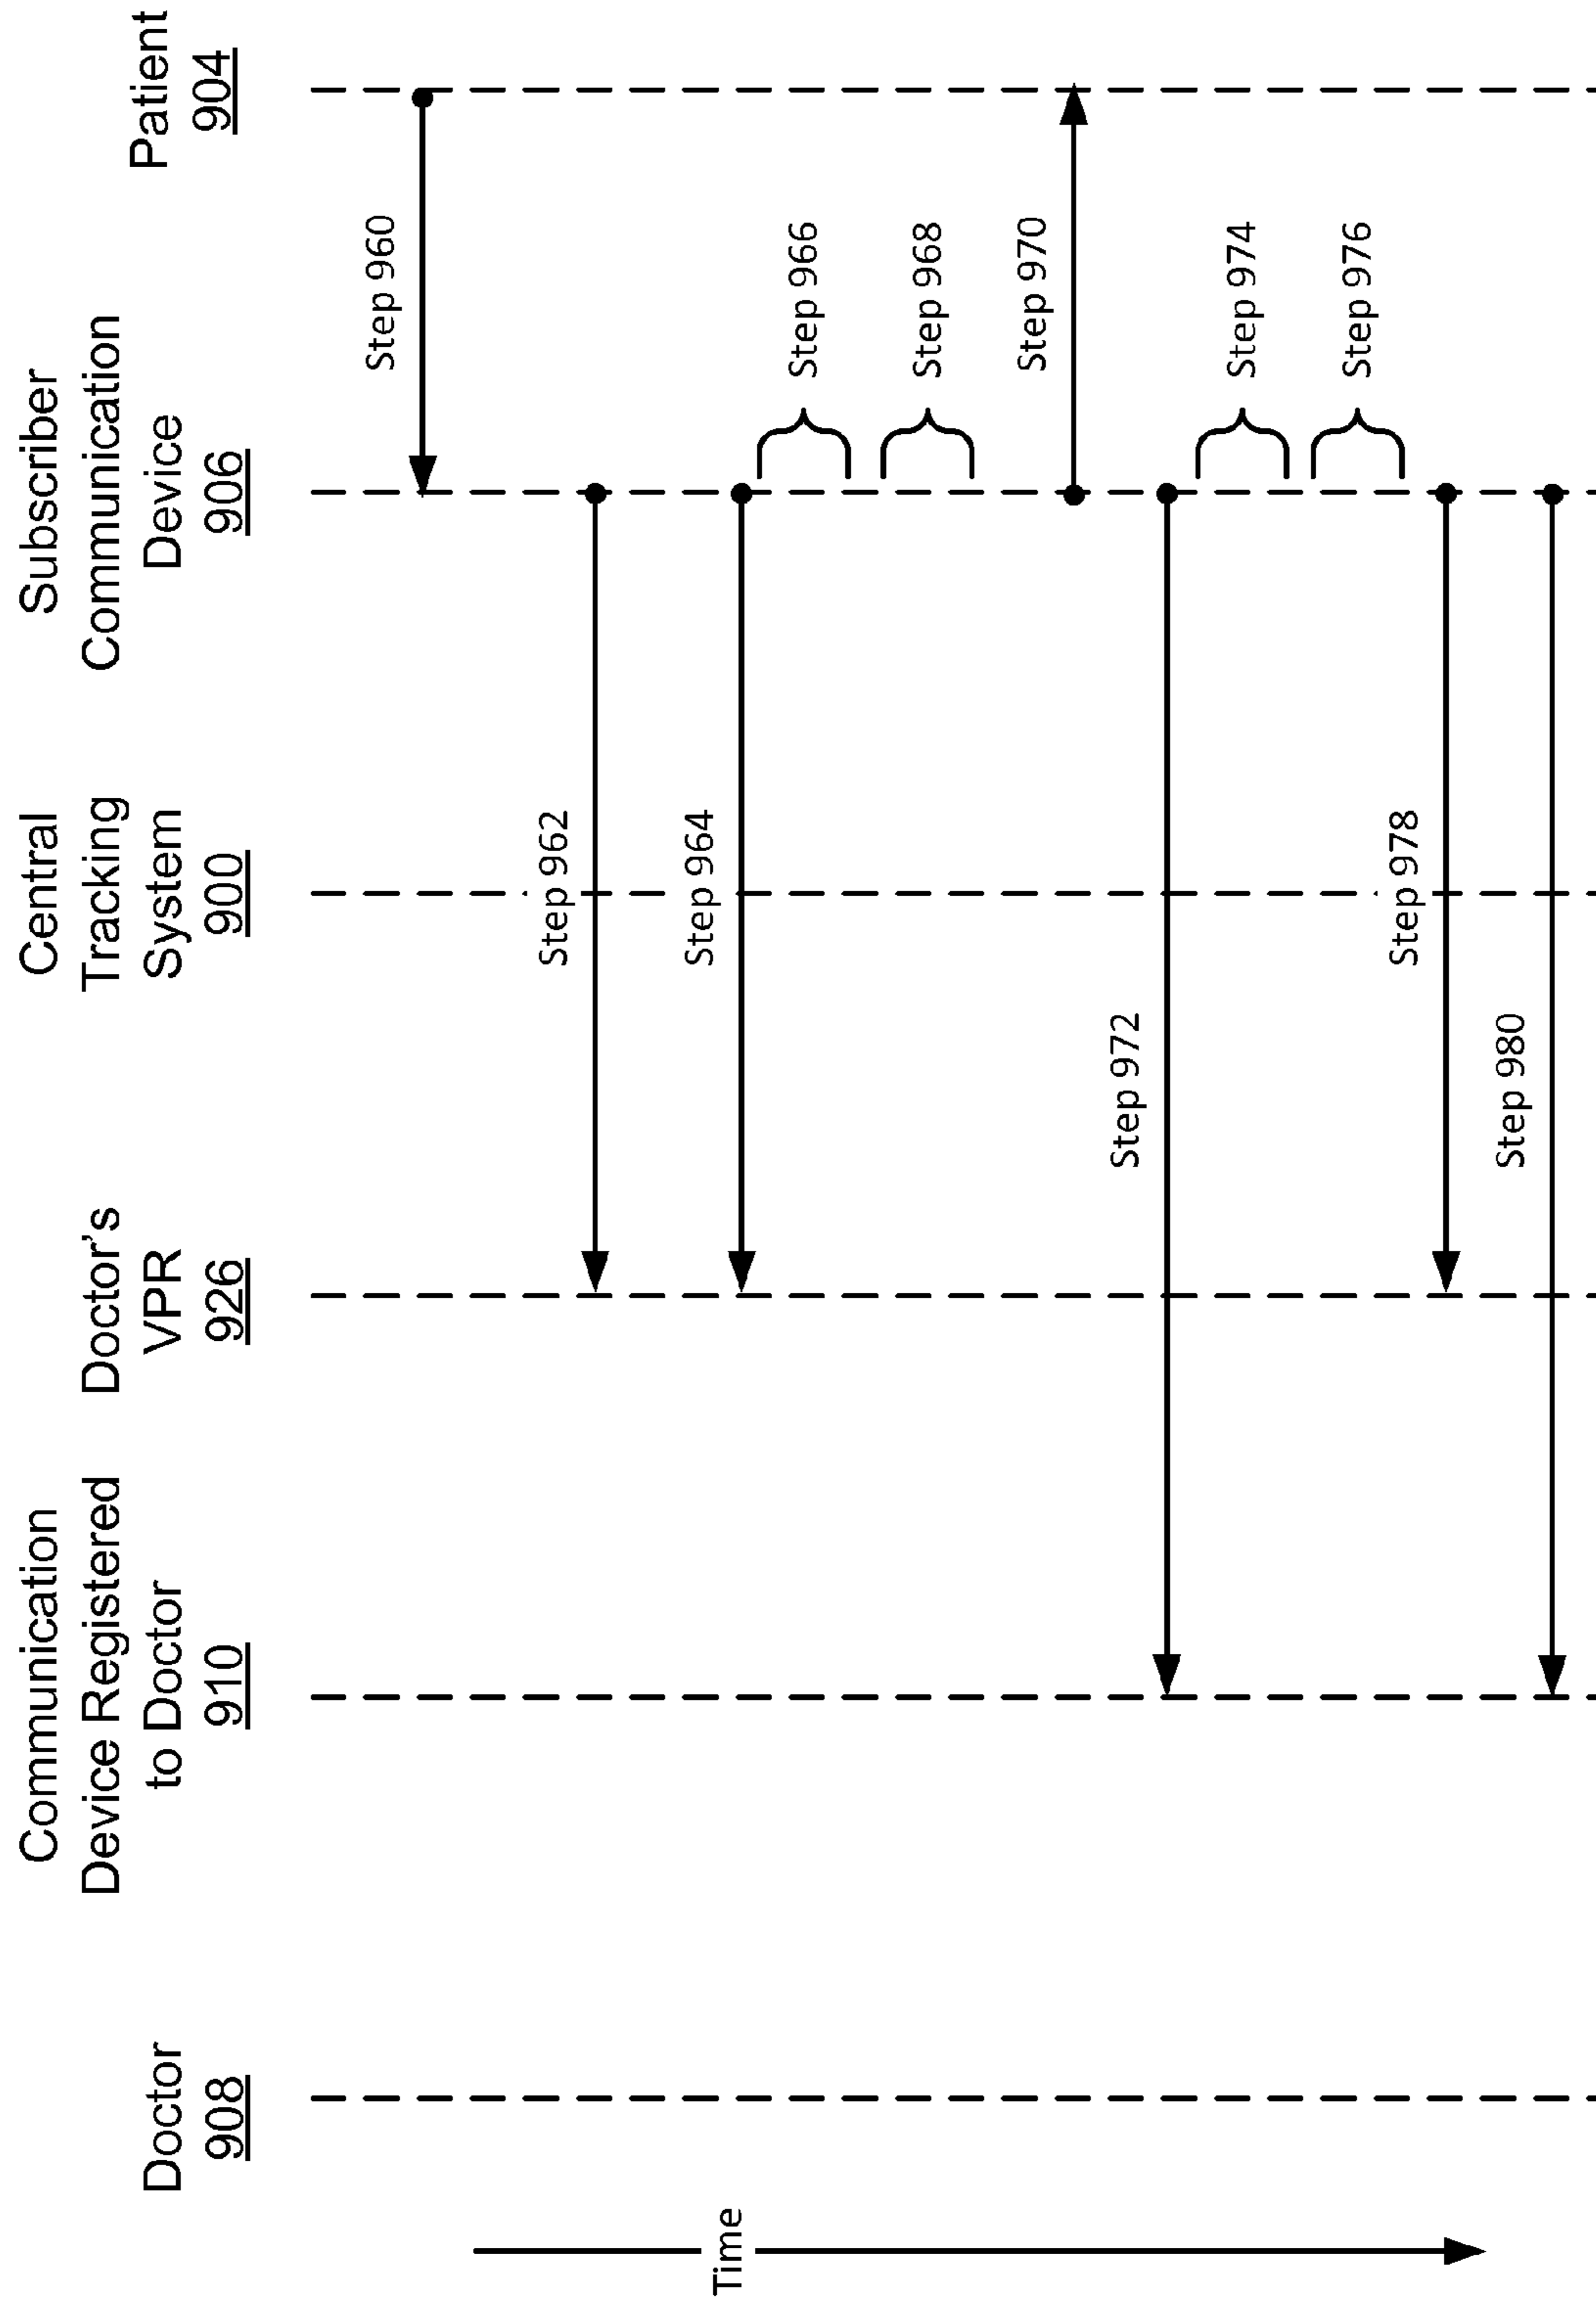 Doctor
908
Communication
Device Registered
to Doctor
910
Doctor's
VPR
926
Central
Tracking
System
900
Subscriber
Communication
Device
906
Patient
904
Time
Step 960
Step 962
Step 964
Step 966
Step 968
Step 970
Step 972
Step 974
Step 976
Step 978
Step 980